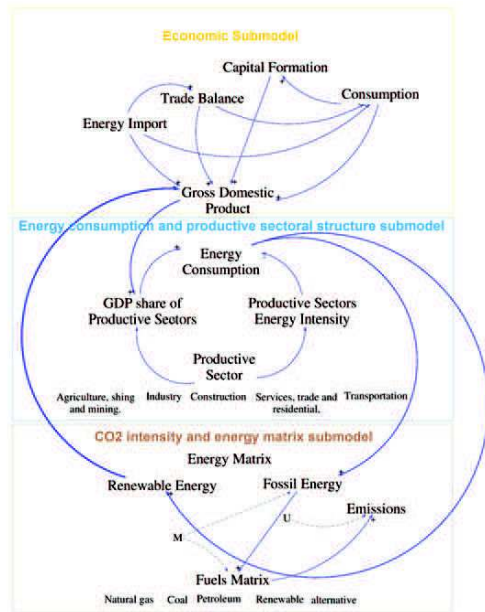 Economic Submodel
Capital Formation
Trade Balance
Consumption
Energy Import
Gross Domestic
Product
Energy consumption and productive sectoral structure submodel
Energy
Consumption
GDP share of
Productive Sectors
Productive Sectors
Energy Intensity
Productive
Sector
Agriculture, shing
and mining.
Industry
Construction
Services, trade and
residential.
Transportation
CO2 intensity and energy matrix submodel
Energy Matrix
Renewable Energy
Fossil Energy
Emissions
U
M
Fuels Matrix
Natural gas Coal Petroleum Renewable alternative